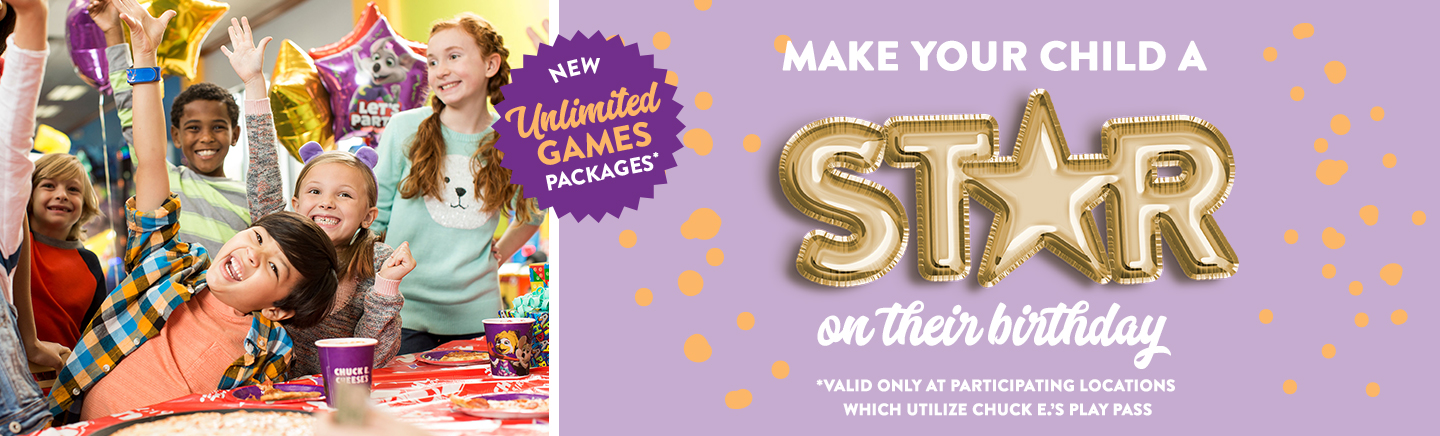 LET'S
PARTY
CHUCK E.
CHEESE'S
NEW
Unlimited
GAMES
PACKAGES*
MAKE YOUR CHILD A
STAR
on their birthday
*VALID ONLY AT PARTICIPATING LOCATIONS
WHICH UTILIZE CHUCK E.'S PLAY PASS